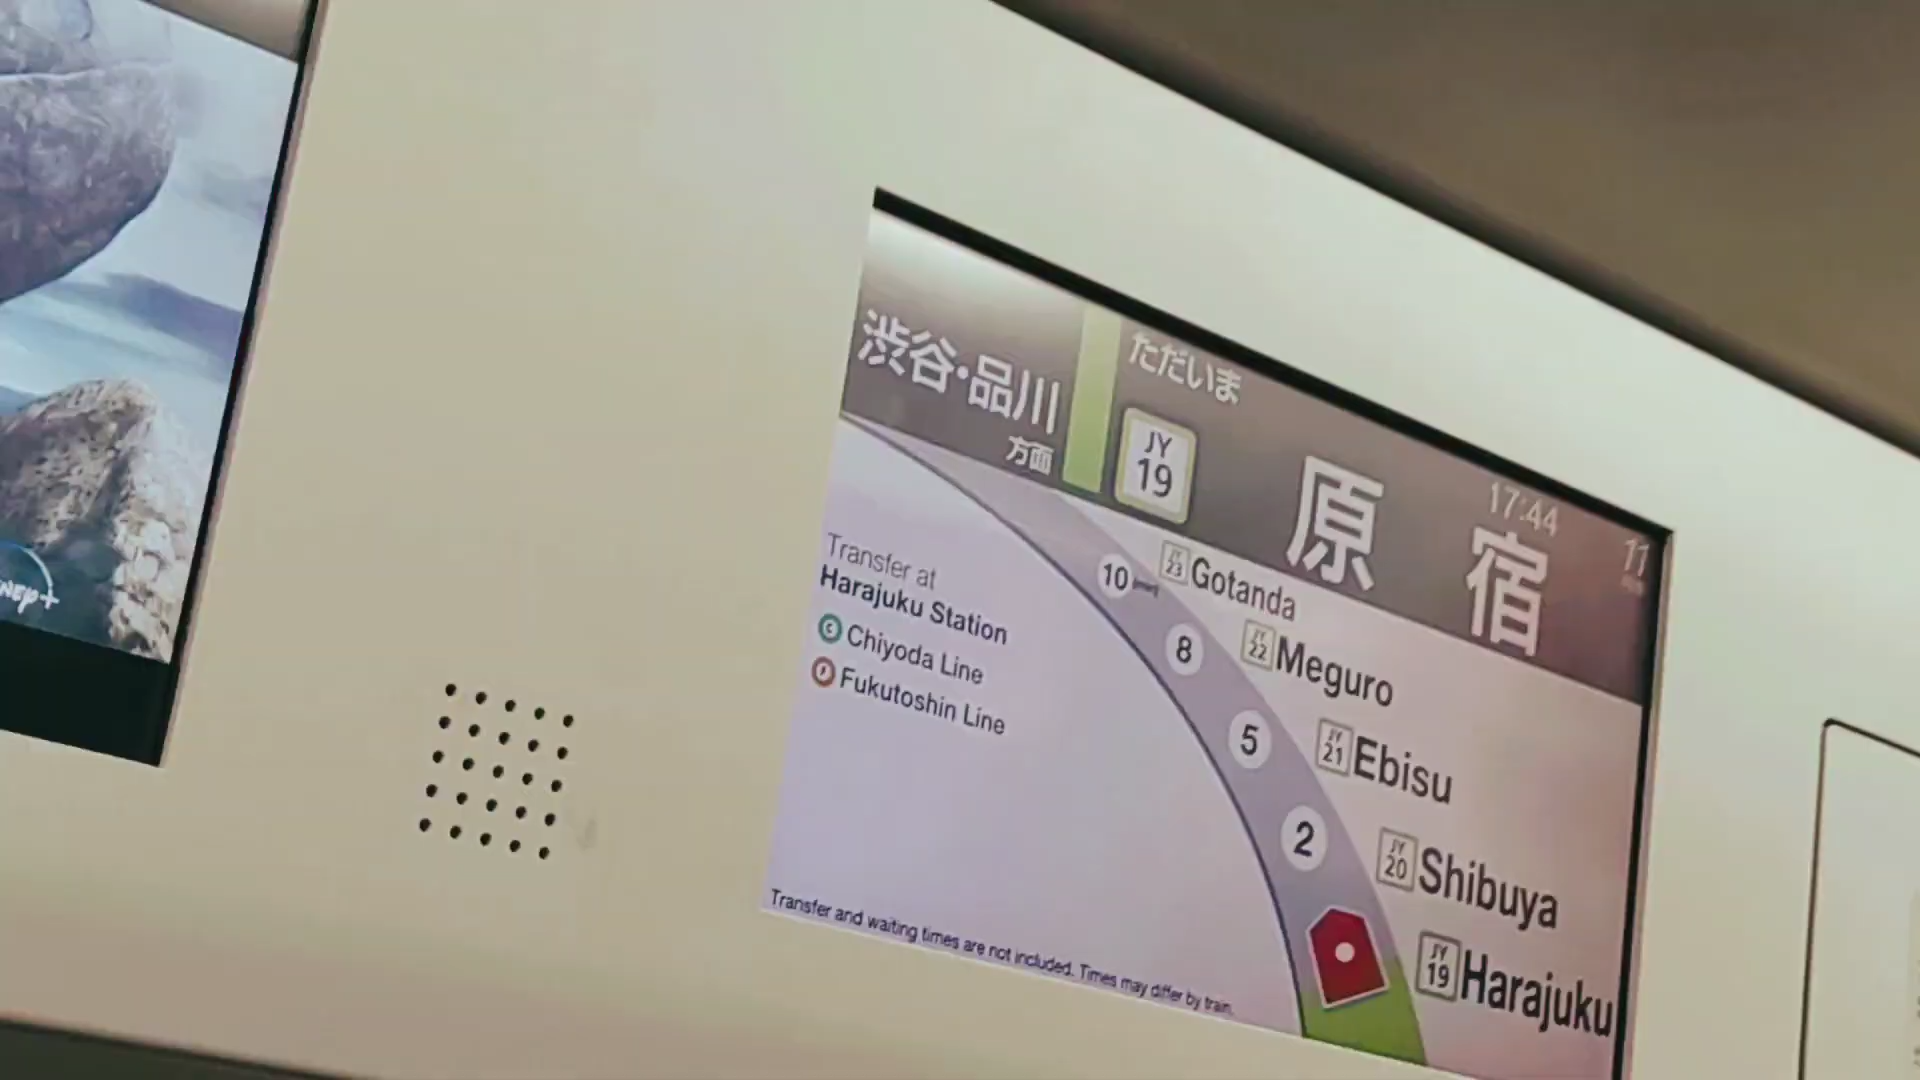 渋谷・品川
方面
ただいま
JY
19
原宿
17:44
11
10
JY
23
Gotanda
8
JY
22
Meguro
5
JY
21
Ebisu
2
JY
20
Shibuya
JY
19
Harajuku
Transfer at
Harajuku Station
C Chiyoda Line
F Fukutoshin Line
Transfer and waiting times are not included. Times may differ by train.